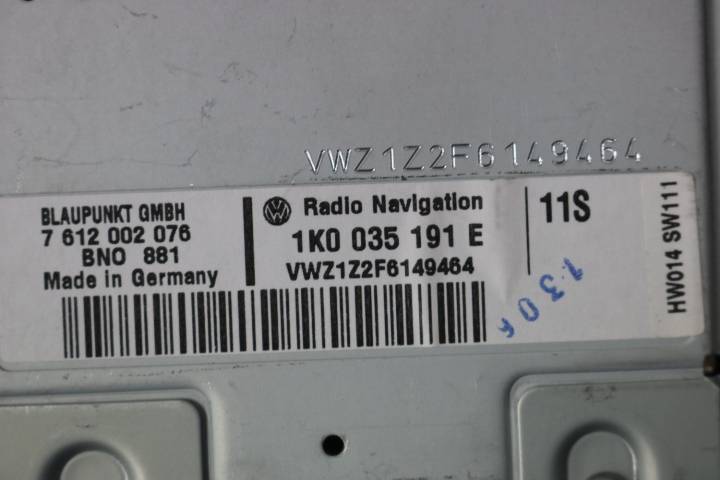 VWZ1Z2F6149464
BLAUPUNKT GMBH
7 612 002 076
BNO 881
Made in Germany
Radio Navigation
1K0 035 191 E
VWZ1Z2F6149464
11S
HW014 SW111